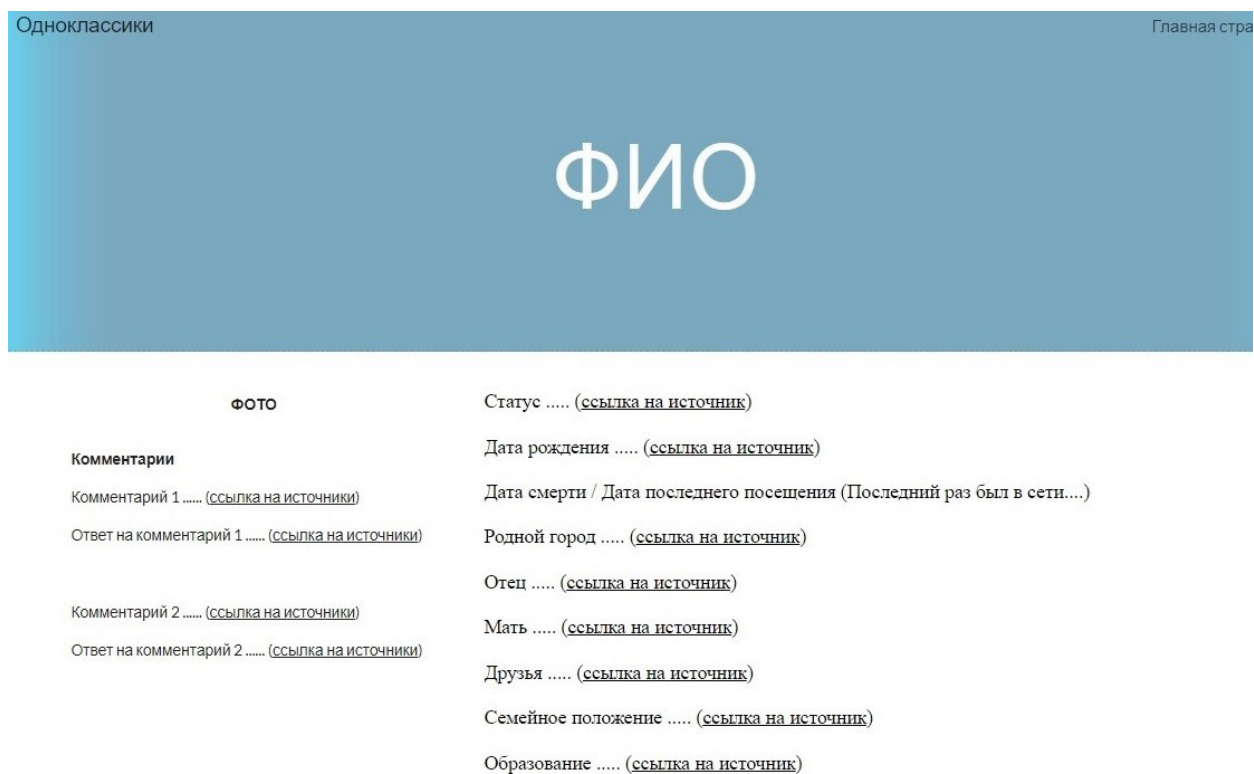 Одноклассики
Главная стра
ФИО
ФОТО
Комментарии
Комментарий 1 ...... (ссылка на источники)
Ответ на комментарий 1 ...... (ссылка на источники)
Комментарий 2 ...... (ссылка на источники)
Ответ на комментарий 2 ...... (ссылка на источники)
Статус ..... (ссылка на источник)
Дата рождения ..... (ссылка на источник)
Дата смерти / Дата последнего посещения (Последний раз был в сети....)
Родной город ..... (ссылка на источник)
Отец ..... (ссылка на источник)
Мать ..... (ссылка на источник)
Друзья ..... (ссылка на источник)
Семейное положение ..... (ссылка на источник)
Образование ..... (ссылка на источник)